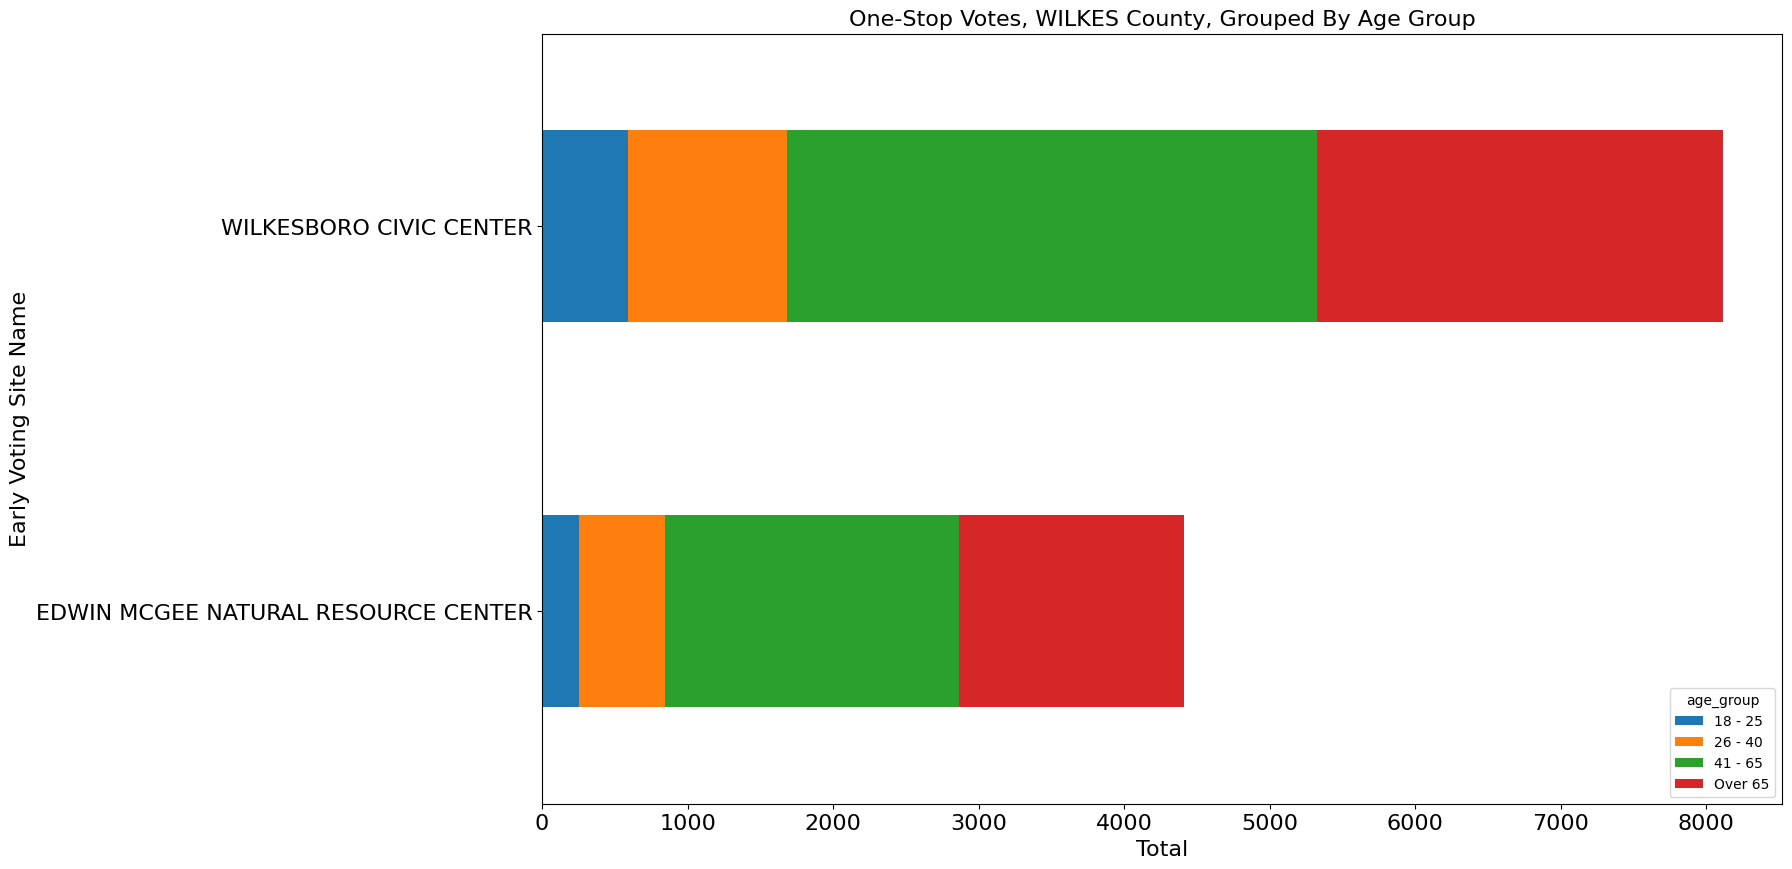 One-Stop Votes, WILKES County, Grouped By Age Group
Early Voting Site Name
WILKESBORO CIVIC CENTER
EDWIN MCGEE NATURAL RESOURCE CENTER
age_group
18 - 25
26 - 40
41 - 65
Over 65
0 1000 2000 3000 4000 5000 6000 7000 8000
Total